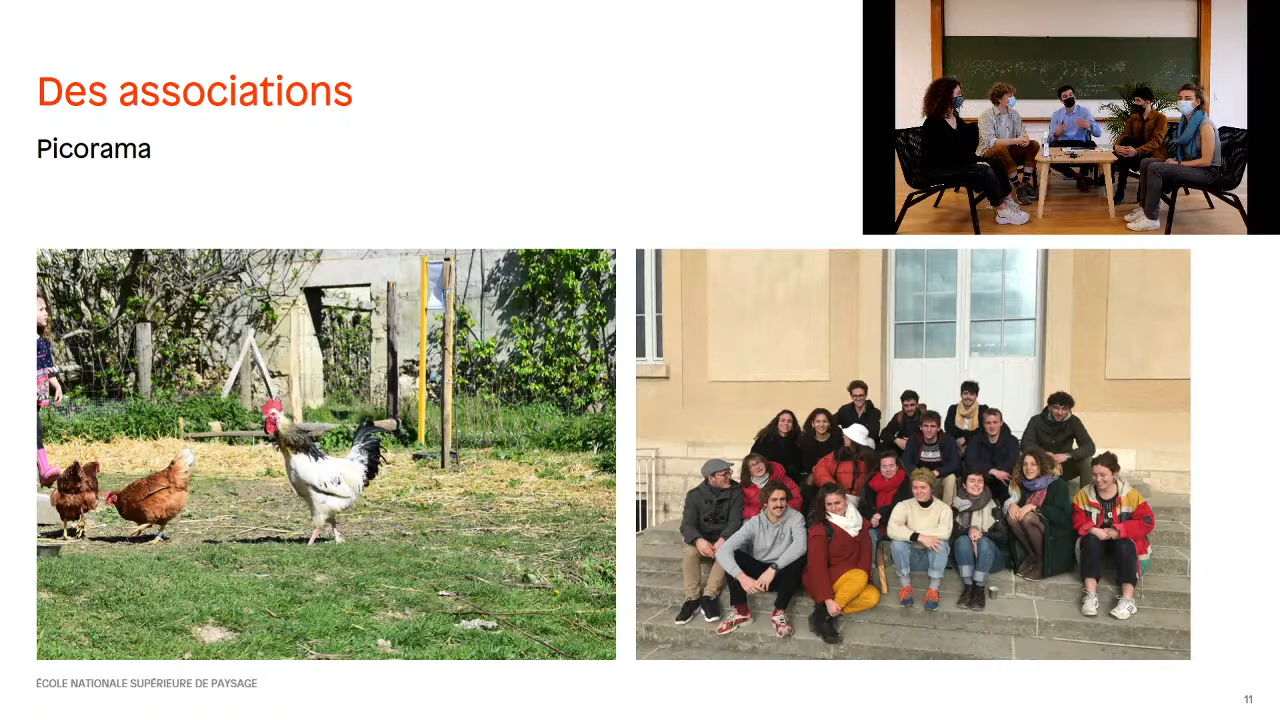 Des associations
Picorama
ÉCOLE NATIONALE SUPÉRIEURE DE PAYSAGE
11